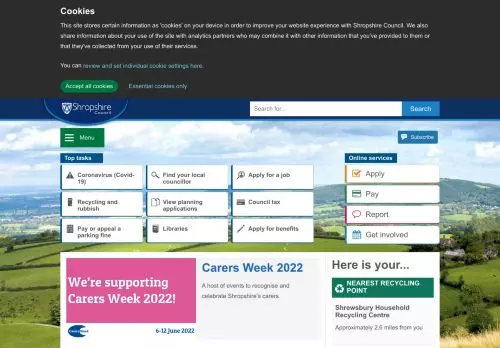 Cookies
This site stores certain information as 'cookies' on your device in order to improve your website experience with Shropshire Council. We also
share information about your use of the site with analytics partners who may combine it with other information that you've provided to them or
that they've collected from your use of their services.
You can review and set individual cookie settings here.
Accept all cookies
Essential cookies only
Shropshire
Council
Search for...
Search
Menu
Subscribe
Top tasks
Online services
Coronavirus (Covid-
19)
Find your local
councillor
Apply for a job
Apply
Recycling and
rubbish
View planning
applications
Council tax
Pay
Report
Pay or appeal a
parking fine
Libraries
Apply for benefits
Get involved
We're supporting
Carers Week 2022!
6-12 June 2022
Carers Week 2022
A host of events to recognise and
celebrate Shropshire's carers
Here is your...
NEAREST RECYCLING
POINT
Shrewsbury Household
Recycling Centre
Approximately 2.6 miles from you